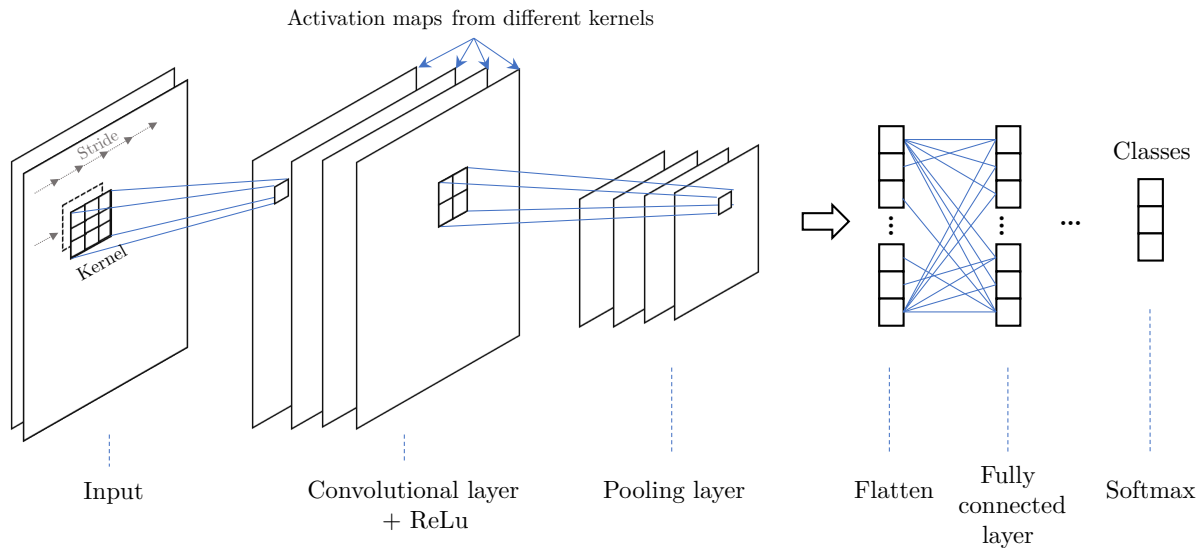 Activation maps from different kernels
Stride
Kernel
Classes
...
Input
Convolutional layer
+ ReLu
Pooling layer
Flatten
Fully
connected
layer
Softmax